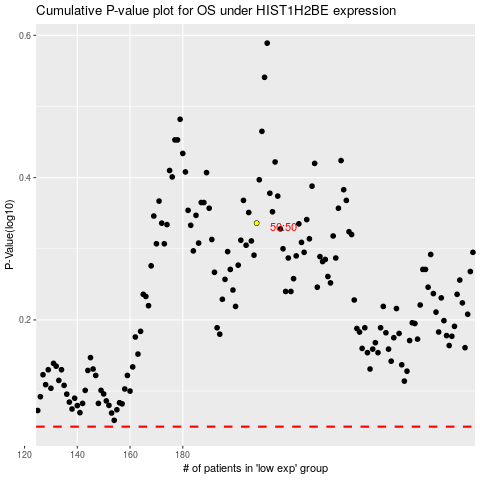 Cumulative P-value plot for OS under HIST1H2BE expression
0.6
0.4
0.2
P-Value(log10)
50:50
120 140 160 180
# of patients in 'low exp' group